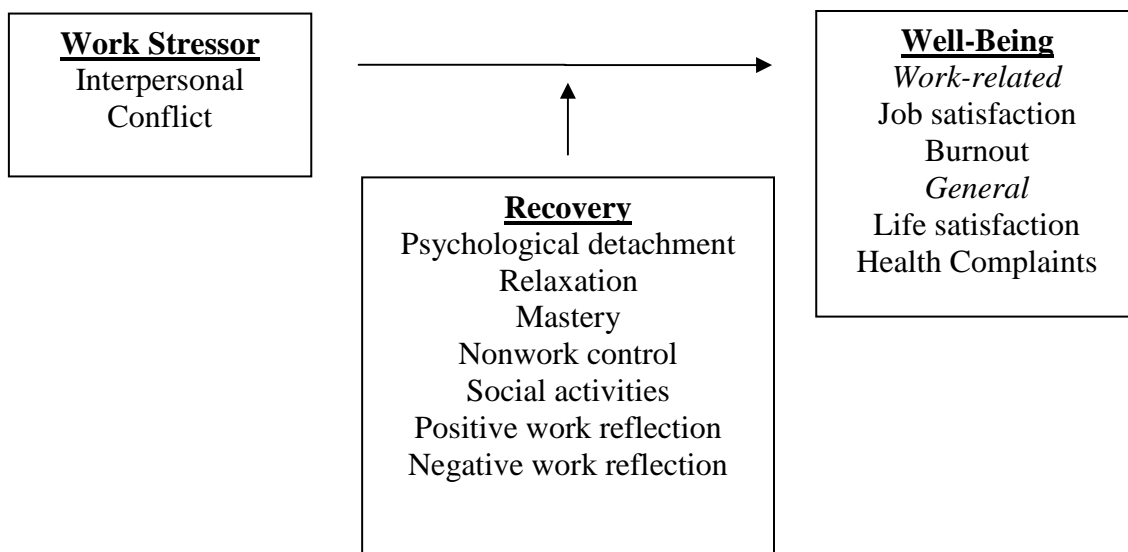 Work Stressor
Interpersonal
Conflict
Well-Being
Work-related
Job satisfaction
Burnout
General
Life satisfaction
Health Complaints
Recovery
Psychological detachment
Relaxation
Mastery
Nonwork control
Social activities
Positive work reflection
Negative work reflection